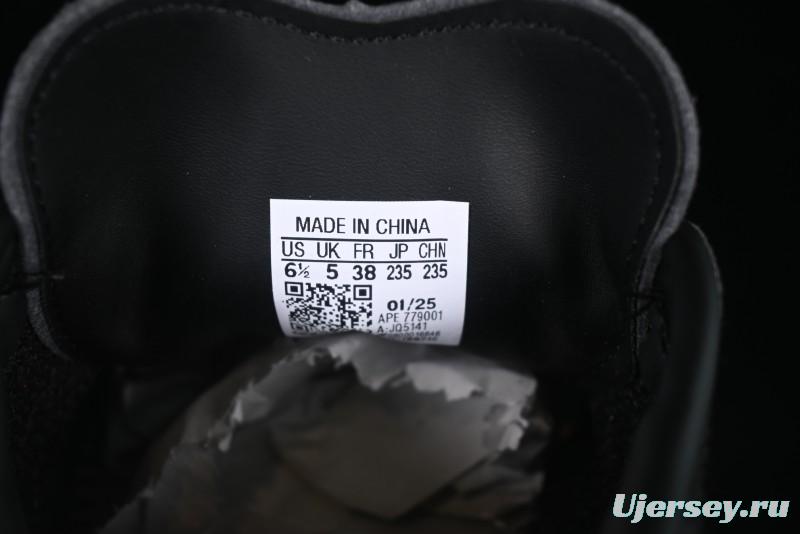 MADE IN CHINA
US UK FR JP CHN
6½ 5 38 235 235
01/25
APE 779001
A:JQ5141
Ujersey.ru